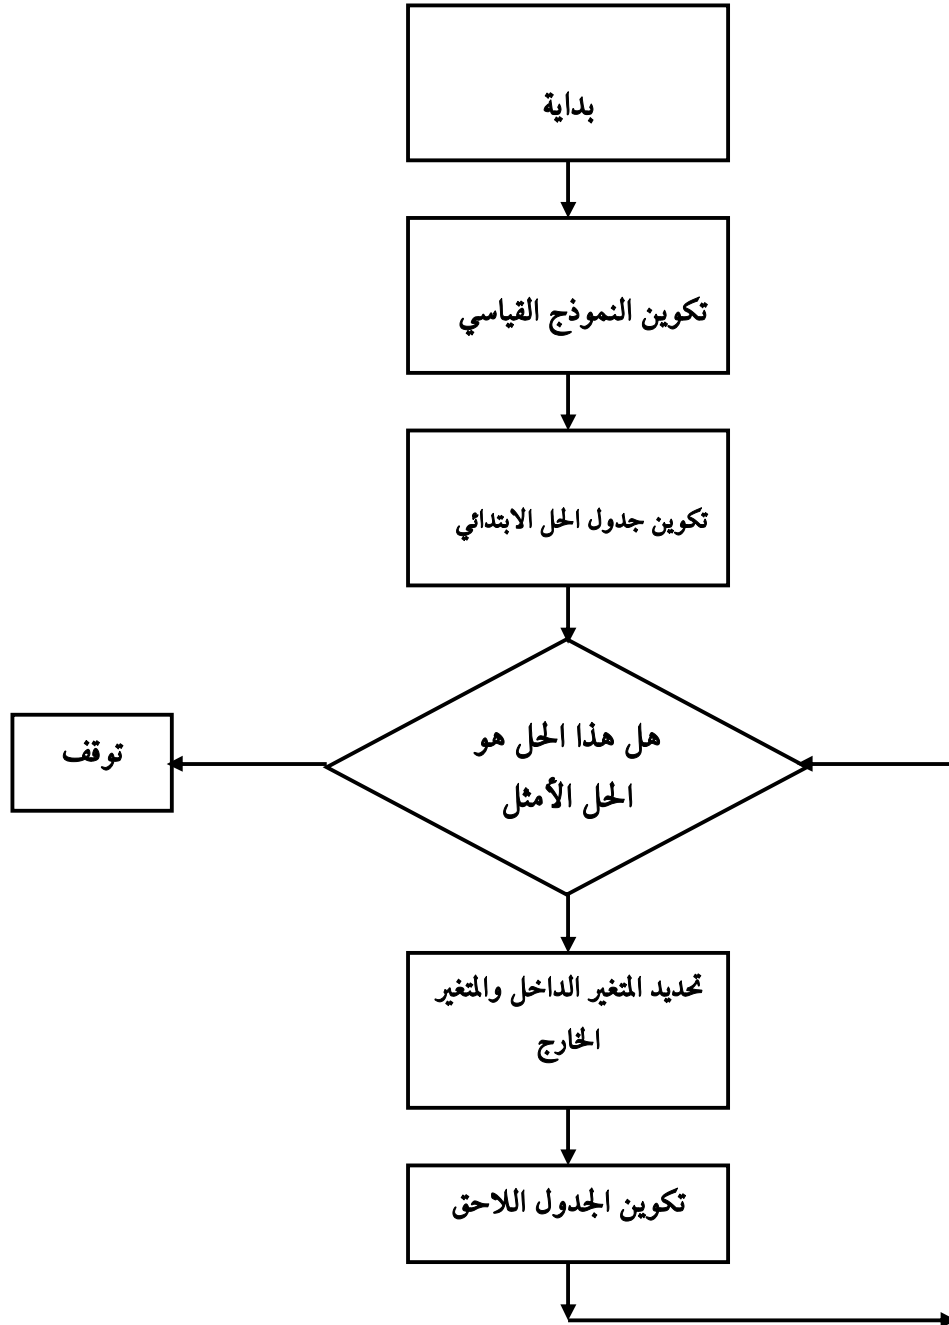 بداية
تكوين النموذج القياسي
تكوين جدول الحل الابتدائي
هل هذا الحل هو
الحل الأمثل
توقف
تحديد المتغير الداخل والمتغير
الخارج
تكوين الجدول اللاحق